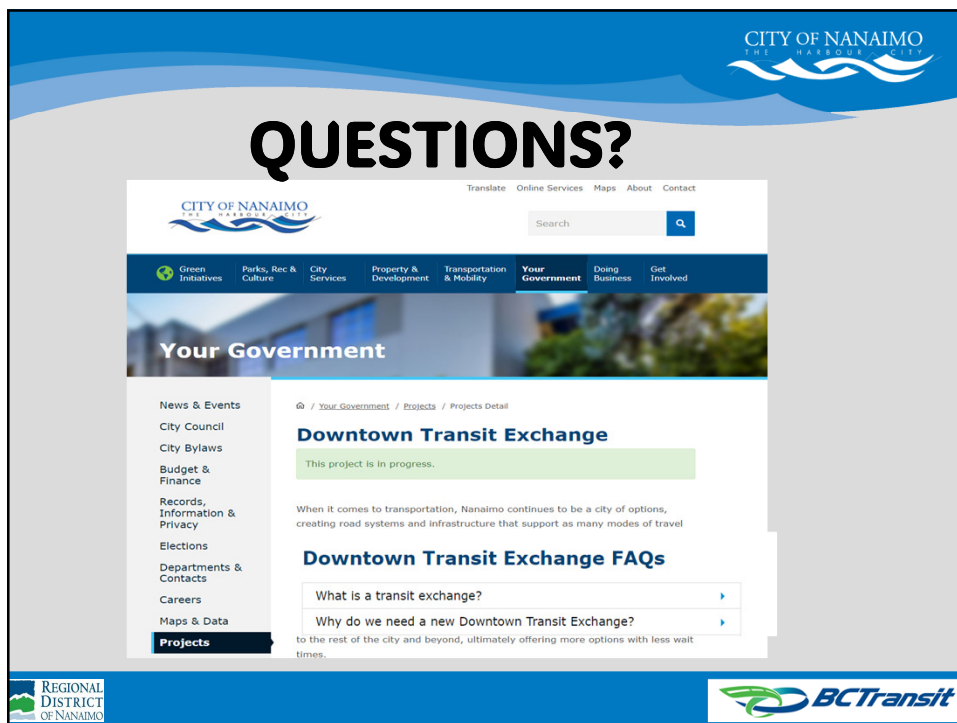 CITY OF NANAIMO
THE HARBOUR CITY
QUESTIONS?
Translate Online Services Maps About Contact
CITY OF NANAIMO
THE HARBOUR CITY
Search
Green Initiatives
Parks, Rec & Culture
City Services
Property & Development
Transportation & Mobility
Your Government
Doing Business
Get Involved
Your Government
News & Events
City Council
City Bylaws
Budget &
Finance
Records,
Information &
Privacy
Elections
Departments &
Contacts
Careers
Maps & Data
Projects
/ Your Government / Projects / Projects Detail
Downtown Transit Exchange
This project is in progress.
When it comes to transportation, Nanaimo continues to be a city of options,
creating road systems and infrastructure that support as many modes of travel
Downtown Transit Exchange FAQs
What is a transit exchange?
Why do we need a new Downtown Transit Exchange?
to the rest of the city and beyond, ultimately offering more options with less wait
times.
REGIONAL
DISTRICT
OF NANAIMO
BCTransit